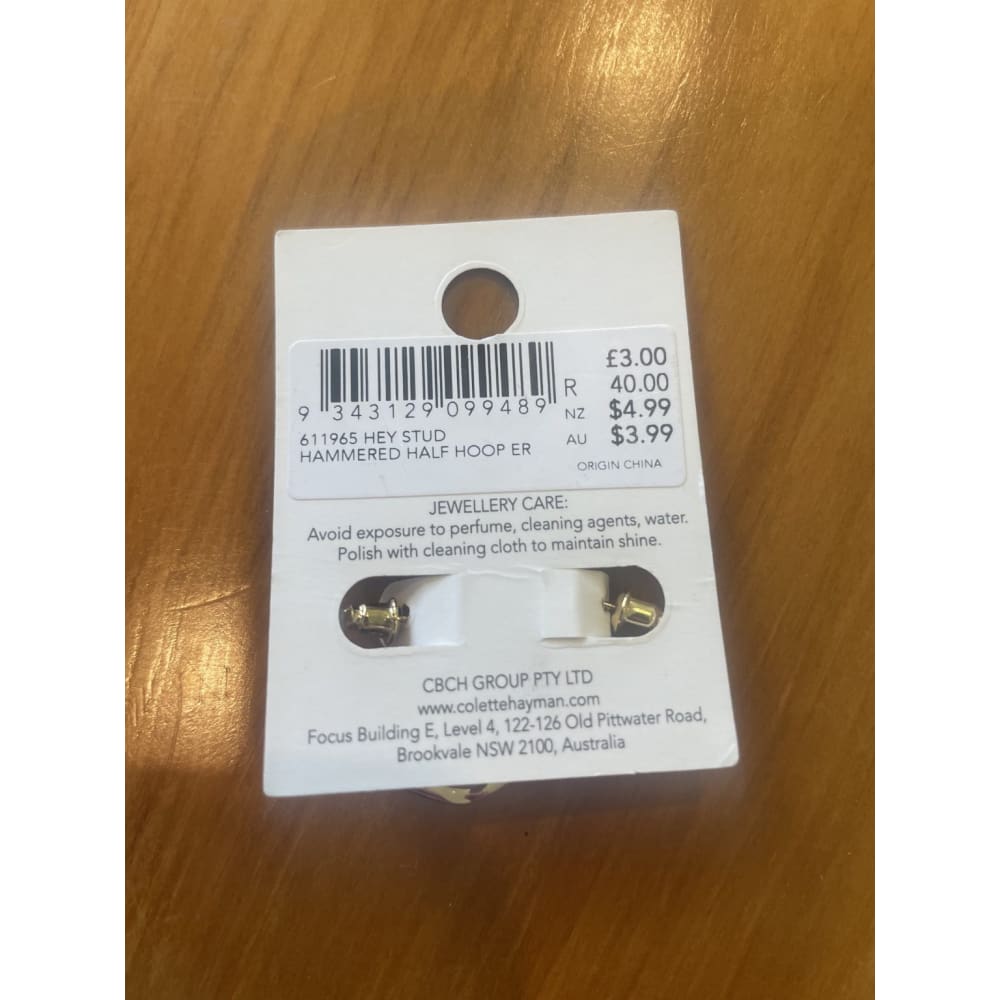 £3.00
R 40.00
NZ $4.99
AU $3.99
9 343129 099489
611965 HEY STUD
HAMMERED HALF HOOP ER
ORIGIN CHINA
JEWELLERY CARE:
Avoid exposure to perfume, cleaning agents, water.
Polish with cleaning cloth to maintain shine.
CBCH GROUP PTY LTD
www.colettehayman.com
Focus Building E, Level 4, 122-126 Old Pittwater Road,
Brookvale NSW 2100, Australia